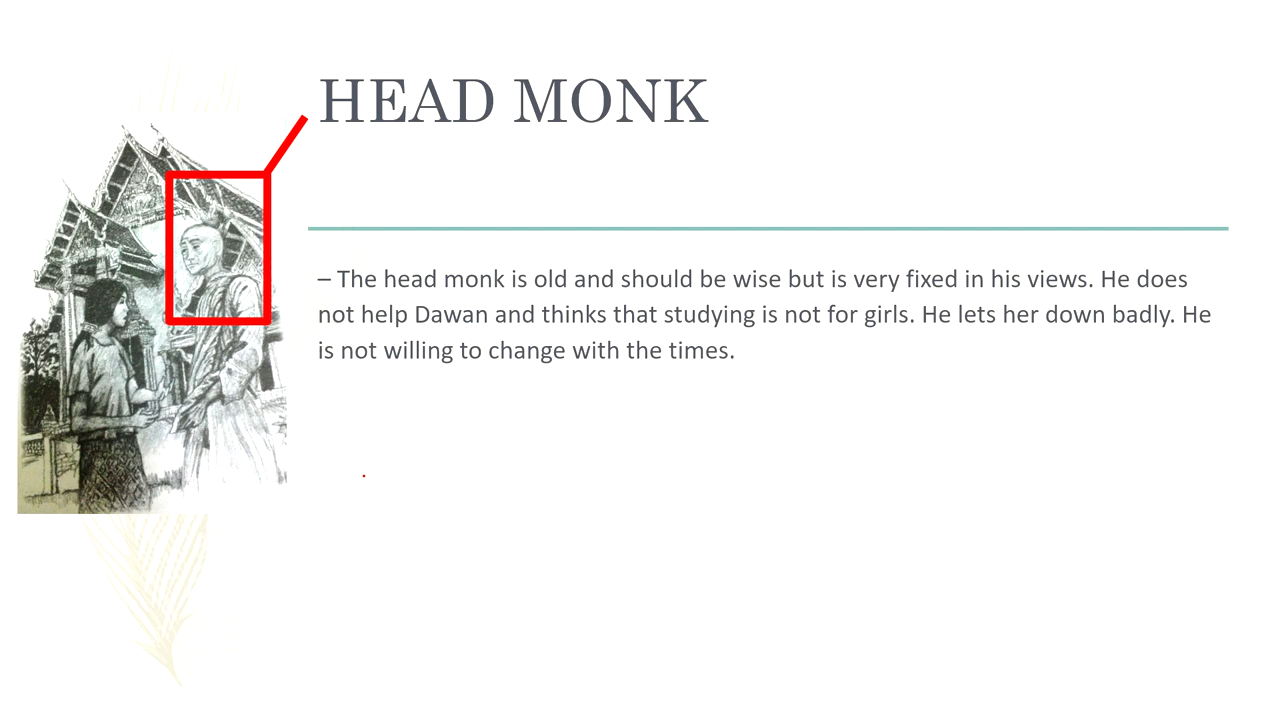 HEAD MONK
– The head monk is old and should be wise but is very fixed in his views. He does
not help Dawan and thinks that studying is not for girls. He lets her down badly. He
is not willing to change with the times.
.